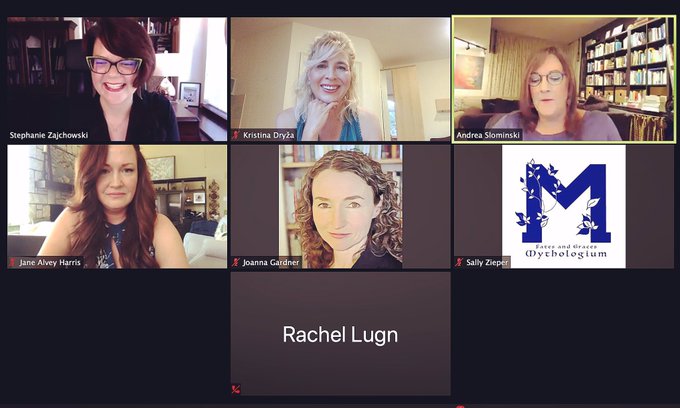 Stephanie Zajchowski
Kristina Dryža
Andrea Slominski
Jane Alvey Harris
Joanna Gardner
M
Fates and Graces
Mythologium
Sally Zieper
Rachel Lugn